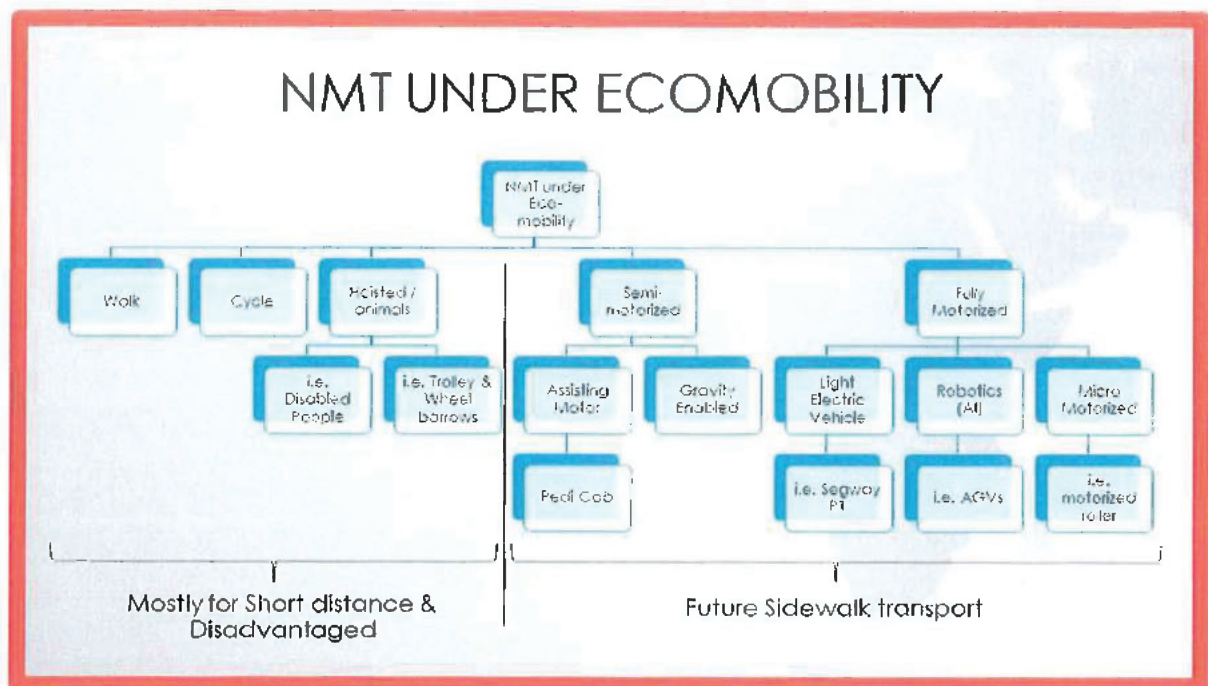 NMT UNDER ECOMOBILITY
NMT under
Eco-
mobility
Walk
Cycle
Hoisted /
animals
Semi-
motorized
Fully
Motorized
i.e.
Disabled
People
i.e. Trolley &
Wheel
barrows
Assisting
Motor
Gravity
Enabled
Light
Electric
Vehicle
Robotics
(AI)
Micro
Motorized
Pedi Cab
i.e. Segway
PT
i.e. AGVs
i.e.
motorized
roller
Mostly for Short distance &
Disadvantaged
Future Sidewalk transport